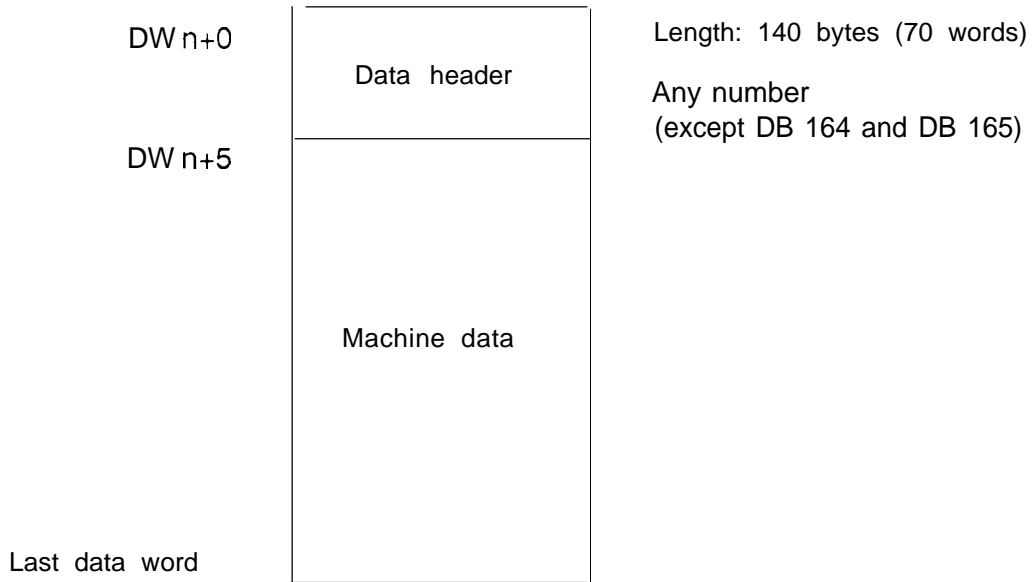 DW n+0
Data header
DW n+5
Machine data
Last data word
Length: 140 bytes (70 words)
Any number
(except DB 164 and DB 165)